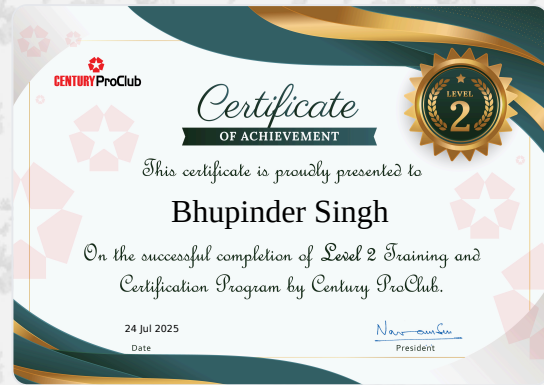 CENTURY ProClub
LEVEL
2
Certificate
OF ACHIEVEMENT
This certificate is proudly presented to
Bhupinder Singh
On the successful completion of Level 2 Training and
Certification Program by Century ProClub.
24 Jul 2025
Date
President